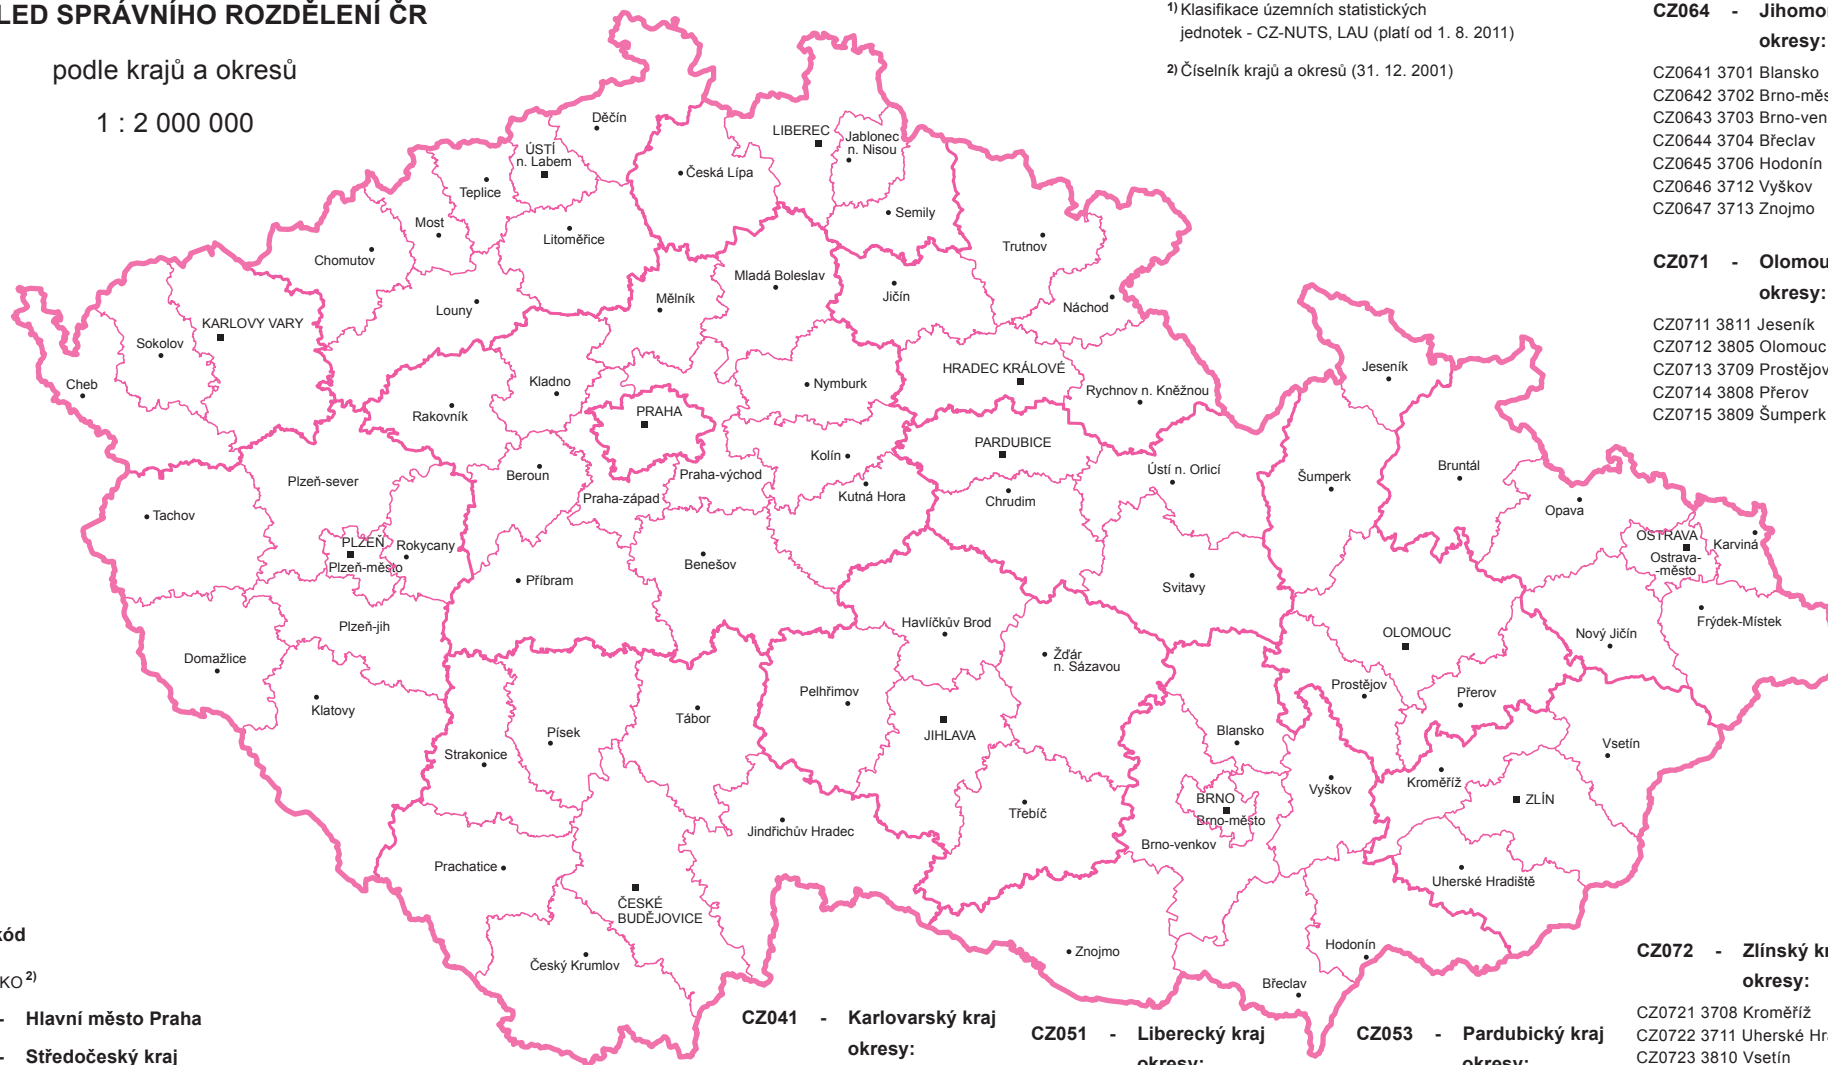 LED SPRÁVNÍHO ROZDĚLENÍ ČR
podle krajů a okresů
1 : 2 000 000
1) Klasifikace územních statistických
jednotek - CZ-NUTS, LAU (platí od 1. 8. 2011)
2) Číselník krajů a okresů (31. 12. 2001)
CZ064 - Jihomor
okresy:
CZ0641 3701 Blansko
CZ0642 3702 Brno-měs
CZ0643 3703 Brno-ven
CZ0644 3704 Břeclav
CZ0645 3706 Hodonín
CZ0646 3712 Vyškov
CZ0647 3713 Znojmo
CZ071 - Olomou
okresy:
CZ0711 3811 Jeseník
CZ0712 3805 Olomouc
CZ0713 3709 Prostějov
CZ0714 3808 Přerov
CZ0715 3809 Šumperk
Děčín
LIBEREC
Jablonec
n. Nisou
ÚSTÍ
n. Labem
Česká Lípa
Teplice
Semily
Most
Litoměřice
Trutnov
Chomutov
Mladá Boleslav
Jičín
Mělník
Náchod
Louny
KARLOVY VARY
Sokolov
Cheb
Kladno
Nymburk
HRADEC KRÁLOVÉ
Rychnov n. Kněžnou
Jeseník
Rakovník
PRAHA
PARDUBICE
Kolín
Bruntál
Ústí n. Orlicí
Šumperk
Beroun
Praha-východ
Plzeň-sever
Praha-západ
Kutná Hora
Chrudim
Opava
Tachov
OSTRAVA
Ostrava-
-město
Karviná
PLZEŇ
Plzeň-město
Rokycany
Benešov
Příbram
Svitavy
Havlíčkův Brod
Frýdek-Místek
Plzeň-jih
OLOMOUC
Nový Jičín
Domažlice
Žďár
n. Sázavou
Prostějov
Přerov
Pelhřimov
Klatovy
Tábor
Písek
JIHLAVA
Blansko
Vsetín
Strakonice
Kroměříž
Vyškov
BRNO
Brno-město
ZLÍN
Třebíč
Jindřichův Hradec
Brno-venkov
Prachatice
Uherské Hradiště
ČESKÉ
BUDĚJOVICE
Hodonín
Znojmo
Český Krumlov
Břeclav
kód
KO 2)
- Hlavní město Praha
- Středočeský kraj
CZ041 - Karlovarský kraj
okresy:
CZ051 - Liberecký kraj
okresy:
CZ053 - Pardubický kraj
okresy:
CZ072 - Zlínský kr
okresy:
CZ0721 3708 Kroměříž
CZ0722 3711 Uherské Hra
CZ0723 3810 Vsetín